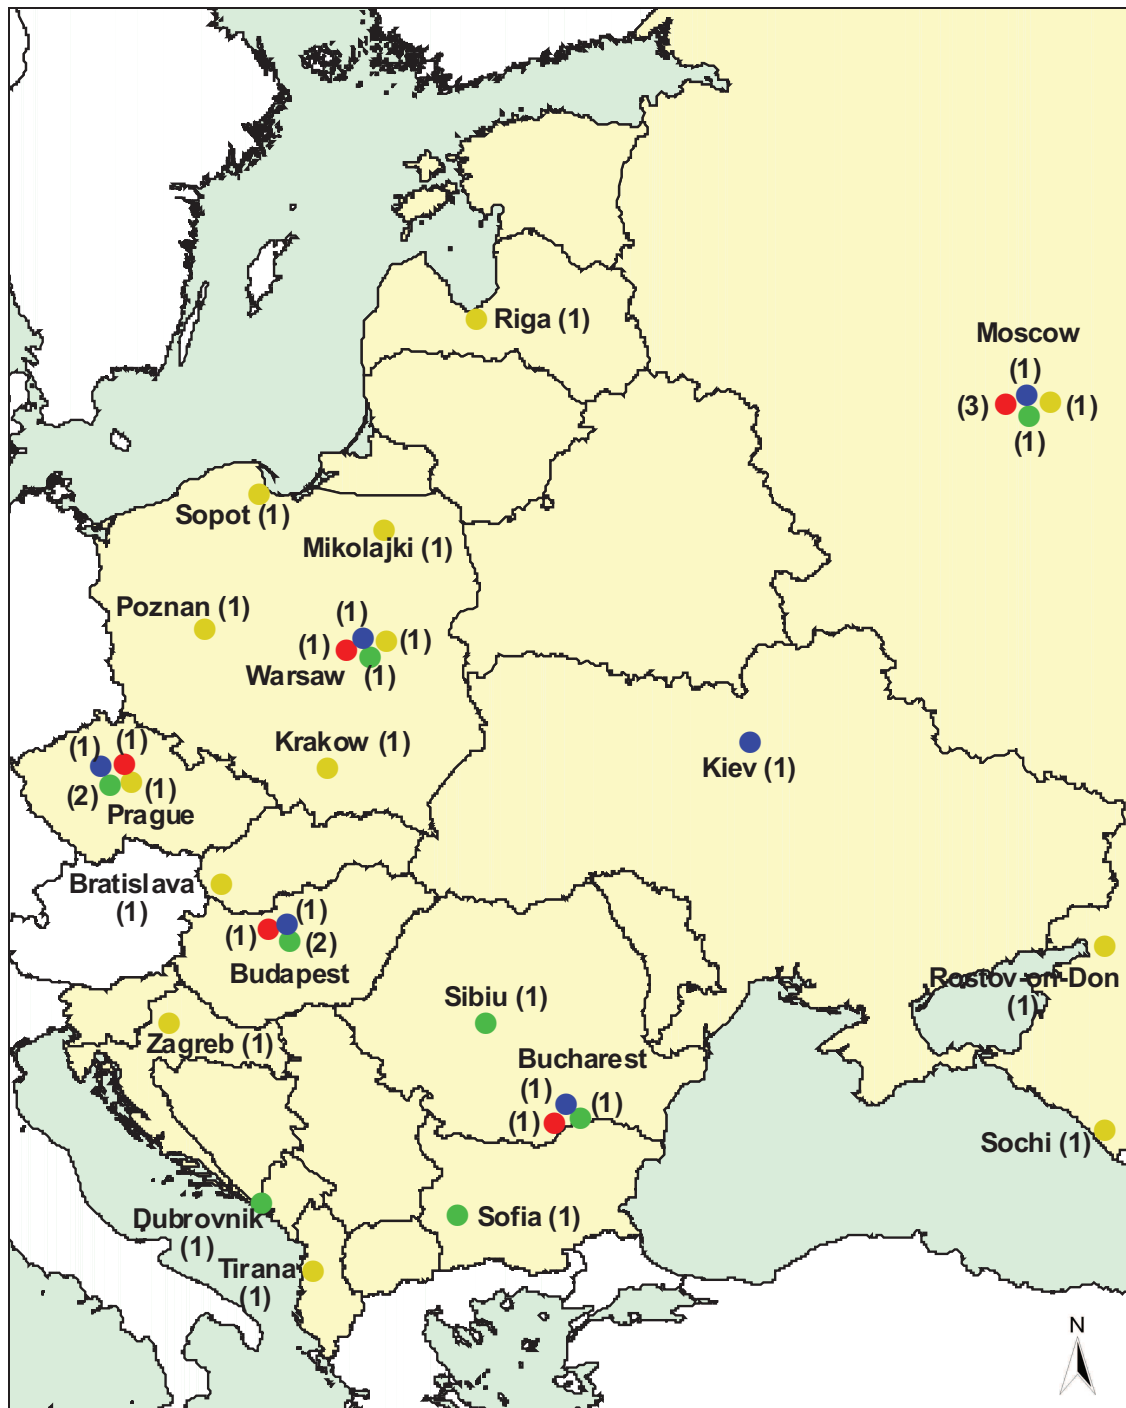 Riga (1)
Moscow
(1)
(3)
(1)
(1)
Sopot (1)
Mikolajki (1)
Poznan (1)
(1)
(1)
(1)
Warsaw (1)
Krakow (1)
(1)
(1)
(2)
(1)
Prague
Kiev (1)
Bratislava
(1)
(1)
(1)
(2)
Budapest
Rostov-on-Don
(1)
Sibiu (1)
Zagreb (1)
Bucharest
(1)
(1)
(1)
Sochi (1)
Dubrovnik
(1)
Sofia (1)
Tirana
(1)
N